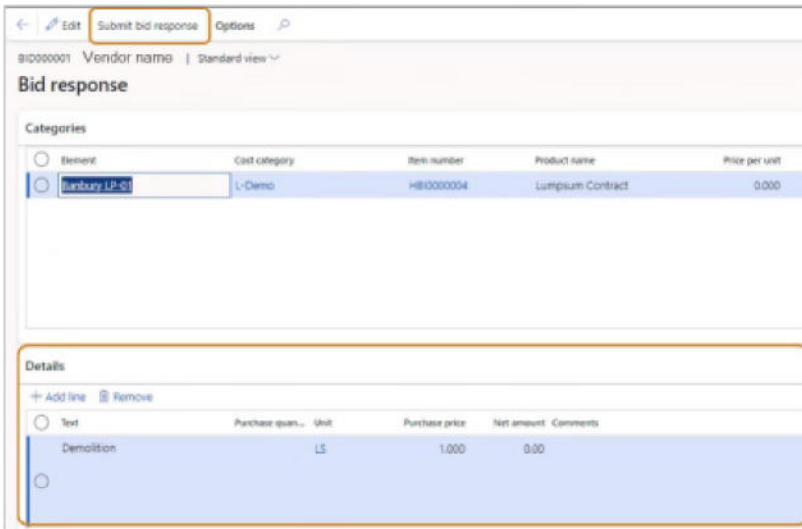 Edit Submit bid response Options
BID000001 Vendor name | Standard view
Bid response
Categories
Element Cost category Item number Product name Price per unit
Banbury LP-01 L-Demo HBI0000004 Lumpsum Contract 0.000
Details
+ Add line Remove
Text Purchase quan... Unit Purchase price Net amount Comments
Demolition LS 1.000 0.00